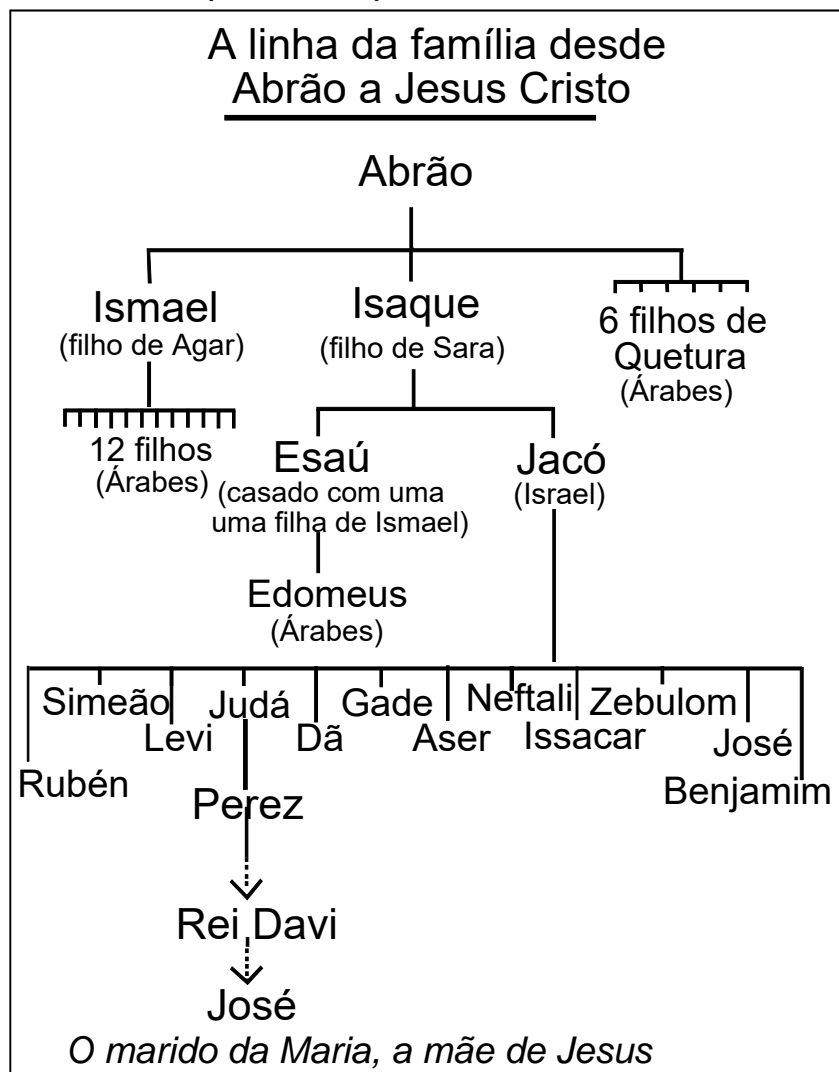 A linha da família desde
Abrão a Jesus Cristo
Abrão
Ismael
(filho de Agar)
Isaque
(filho de Sara)
6 filhos de
Quetura
(Árabes)
12 filhos
(Árabes)
Esaú
(casado com uma
uma filha de Ismael)
Jacó
(Israel)
Edomeus
(Árabes)
Rubén
Simeão
Levi
Judá
Dã
Gade
Aser
Neftali
Issacar
Zebulom
José
Benjamim
Perez
Rei Davi
José
O marido da Maria, a mãe de Jesus